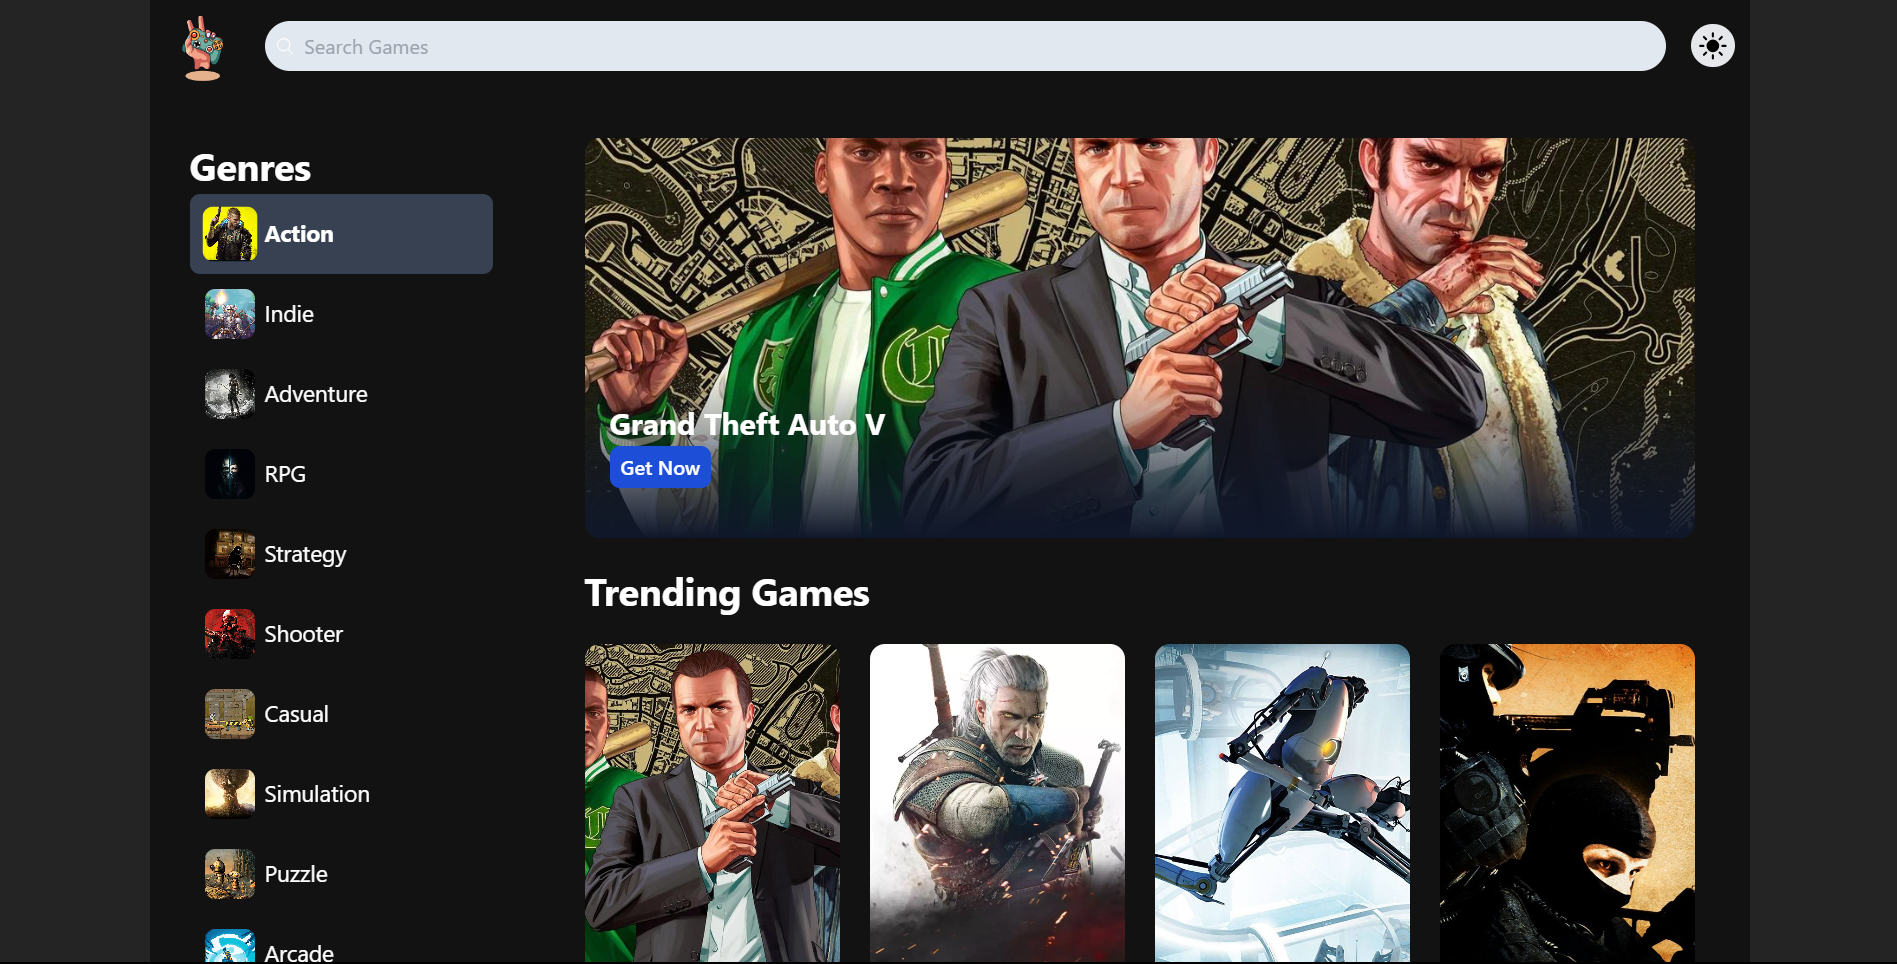 Search Games
Genres
Action
Indie
Adventure
RPG
Strategy
Shooter
Casual
Simulation
Puzzle
Arcade
Grand Theft Auto V
Get Now
Trending Games